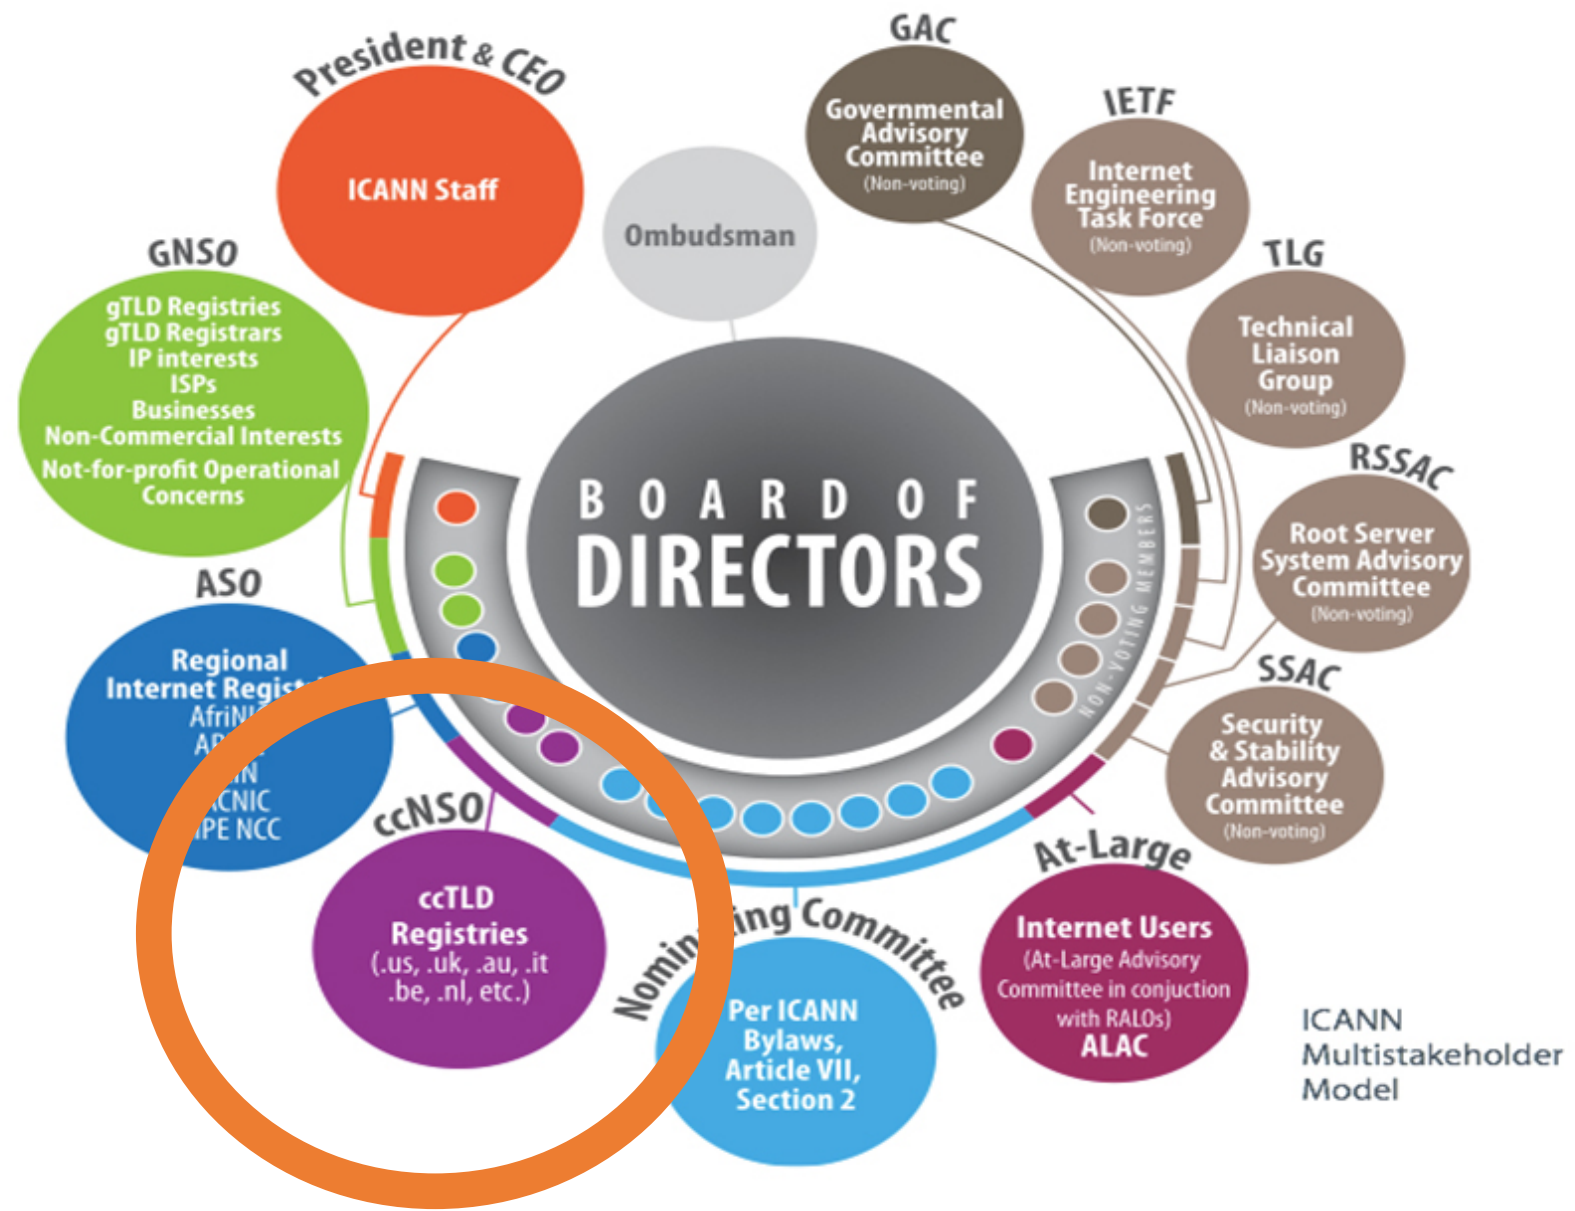 President & CEO
ICANN Staff
GNSO
gTLD Registries
gTLD Registrars
IP interests
ISPs
Businesses
Non-Commercial Interests
Not-for-profit Operational
Concerns
ASO
Regional
Internet
AfriNIC
NCC
ccNSO
ccTLD
Registries
(.us, .uk, .au, .it
.be, .nl, etc.)
Ombudsman
BOARD OF
DIRECTORS
NON-VOTING MEMBERS
Nominating Committee
Per ICANN
Bylaws,
Article VII,
Section 2
GAC
Governmental
Advisory
Committee
(Non-voting)
IETF
Internet
Engineering
Task Force
(Non-voting)
TLG
Technical
Liaison
Group
(Non-voting)
RSSAC
Root Server
System Advisory
Committee
(Non-voting)
SSAC
Security
& Stability
Advisory
Committee
(Non-voting)
At-Large
Internet Users
(At-Large Advisory
Committee in conjuction
with RALOs)
ALAC
ICANN
Multistakeholder
Model